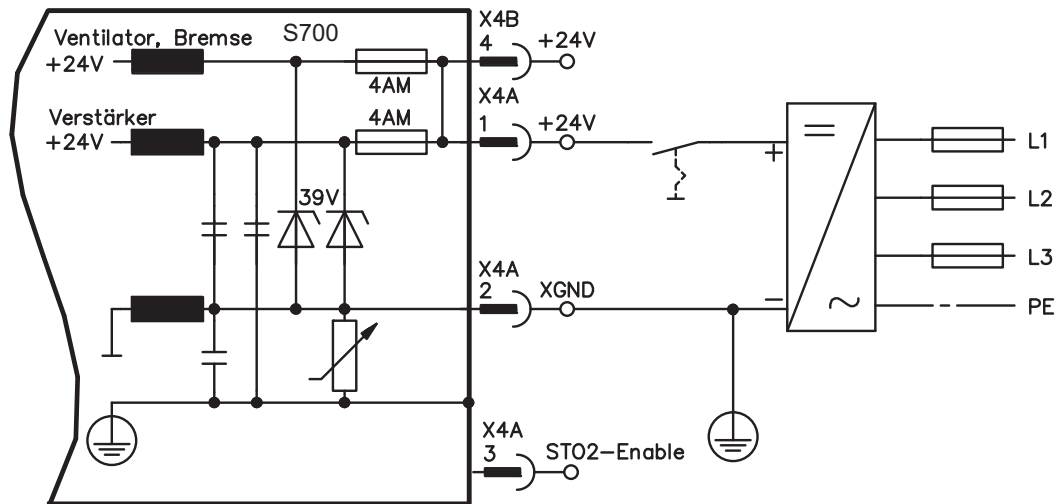 Ventilator, Bremse
S700
+24V
4AM
X4B
4
+24V
Verstärker
+24V
4AM
X4A
1
+24V
39V
+
L1
L2
L3
X4A
2
XGND
−
PE
X4A
3
STO2-Enable